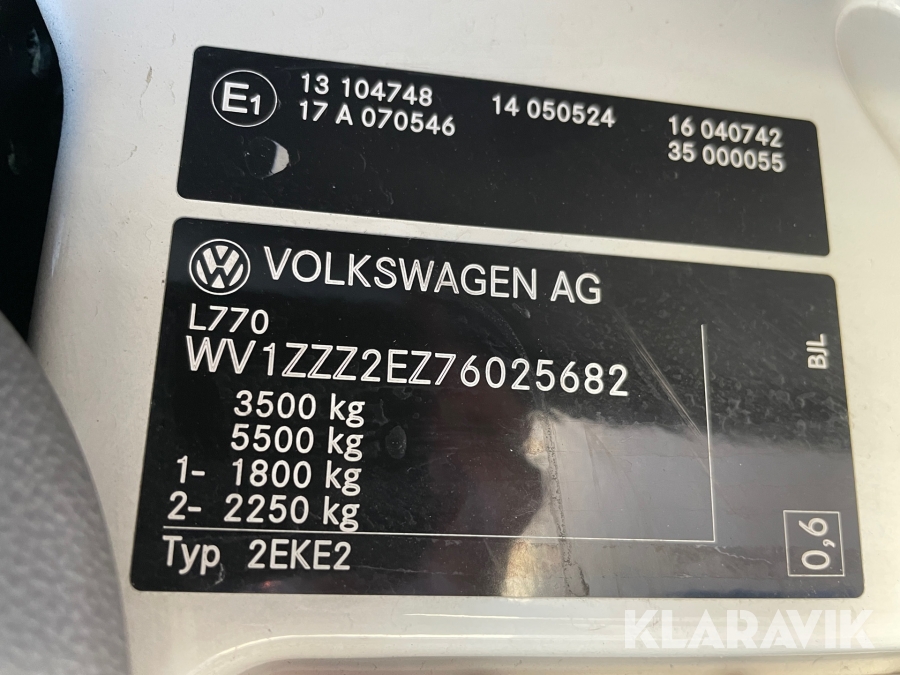 E1
13 104748 14 050524 16 040742
17 A 070546 35 000055
VOLKSWAGEN AG
L770
WV1ZZZ2EZ76025682
3500 kg
5500 kg
1- 1800 kg
2- 2250 kg
Typ 2EKE2
BJL
0,6
KLARAVIK